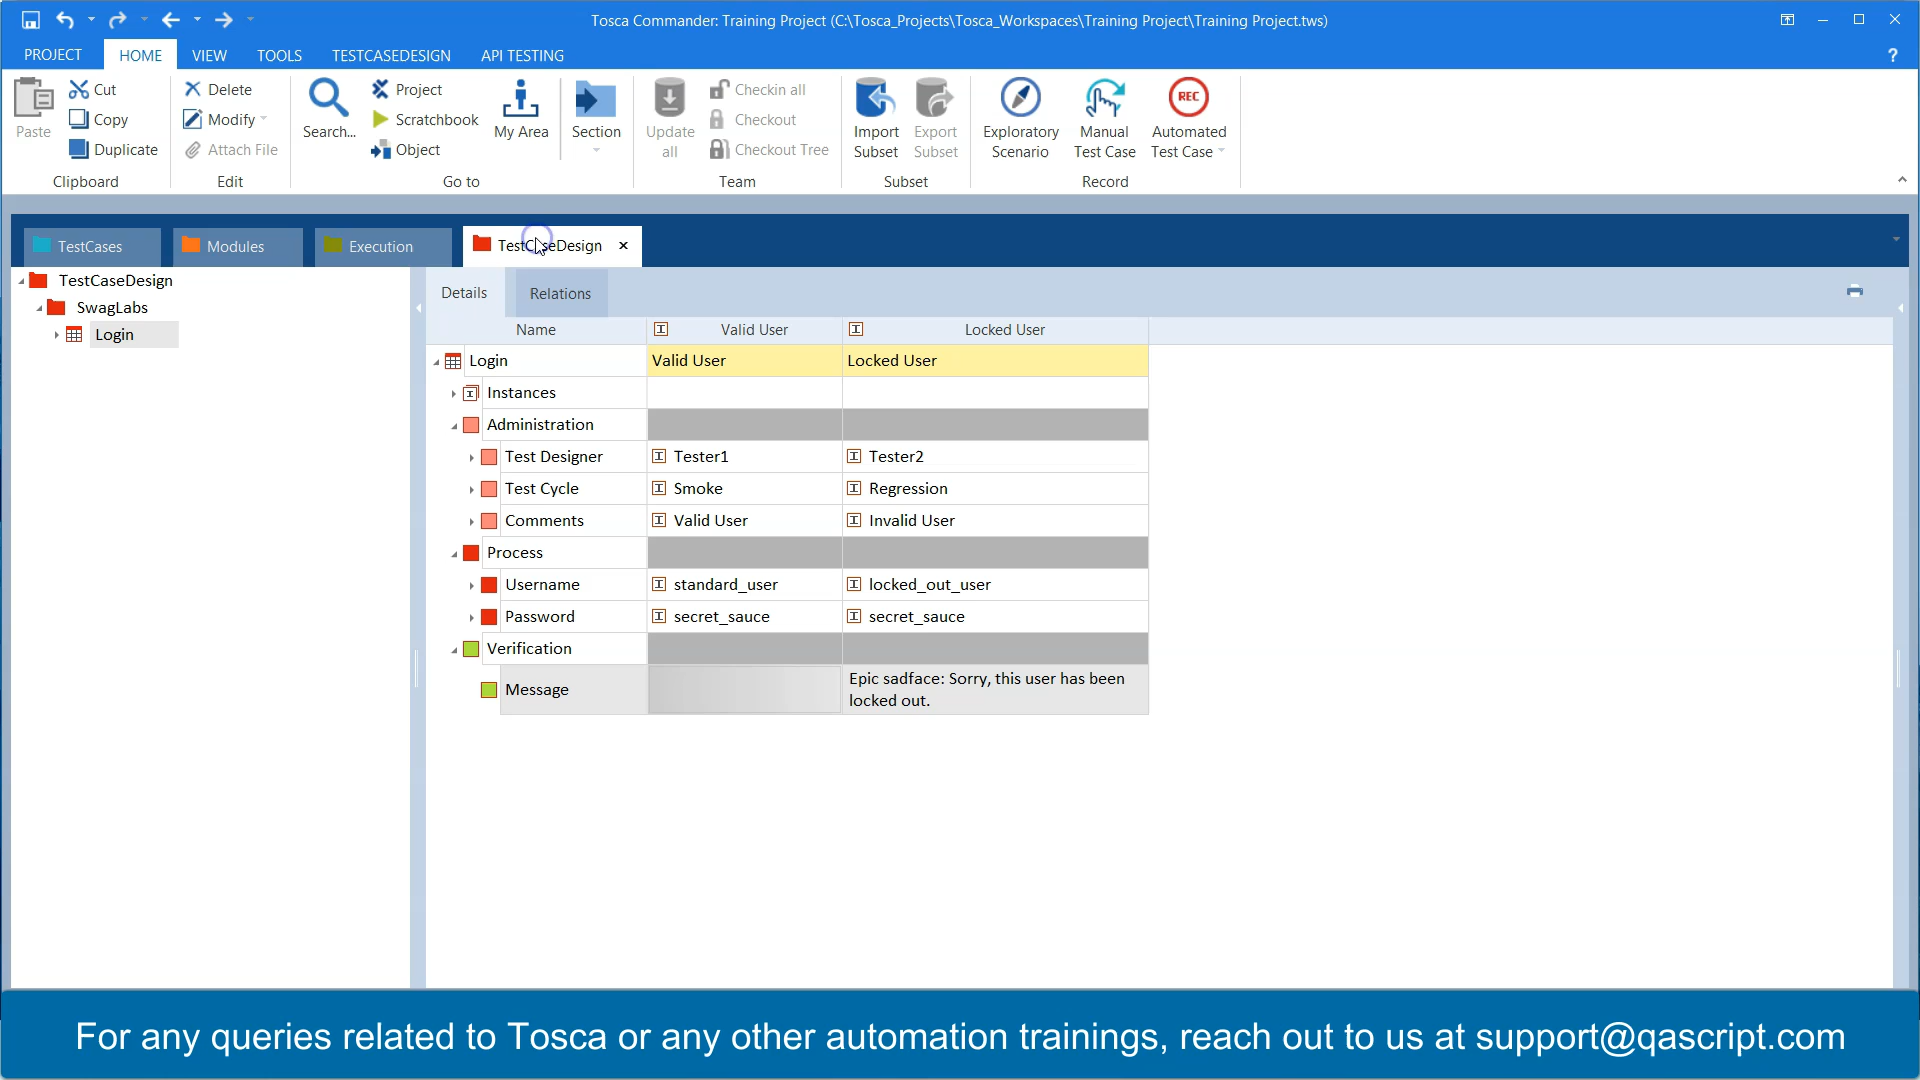 Tosca Commander: Training Project (C:\Tosca_Projects\Tosca_Workspaces\Training Project\Training Project.tws)
PROJECT HOME VIEW TOOLS TESTCASEDESIGN API TESTING ?
Paste
Cut
Copy
Duplicate
Clipboard
Delete
Modify
Attach File
Edit
Search...
Project
Scratchbook
Object
My Area
Go to
Section
Update all
Checkin all
Checkout
Checkout Tree
Team
Import Subset
Export Subset
Subset
Exploratory Scenario
Manual Test Case
REC
Automated Test Case
Record
TestCases Modules Execution TestCaseDesign
TestCaseDesign
SwagLabs
Login
Details Relations
Name Valid User Locked User
Login Valid User Locked User
Instances
Administration
Test Designer Tester1 Tester2
Test Cycle Smoke Regression
Comments Valid User Invalid User
Process
Username standard_user locked_out_user
Password secret_sauce secret_sauce
Verification
Message Epic sadface: Sorry, this user has been
locked out.
For any queries related to Tosca or any other automation trainings, reach out to us at support@qascript.com